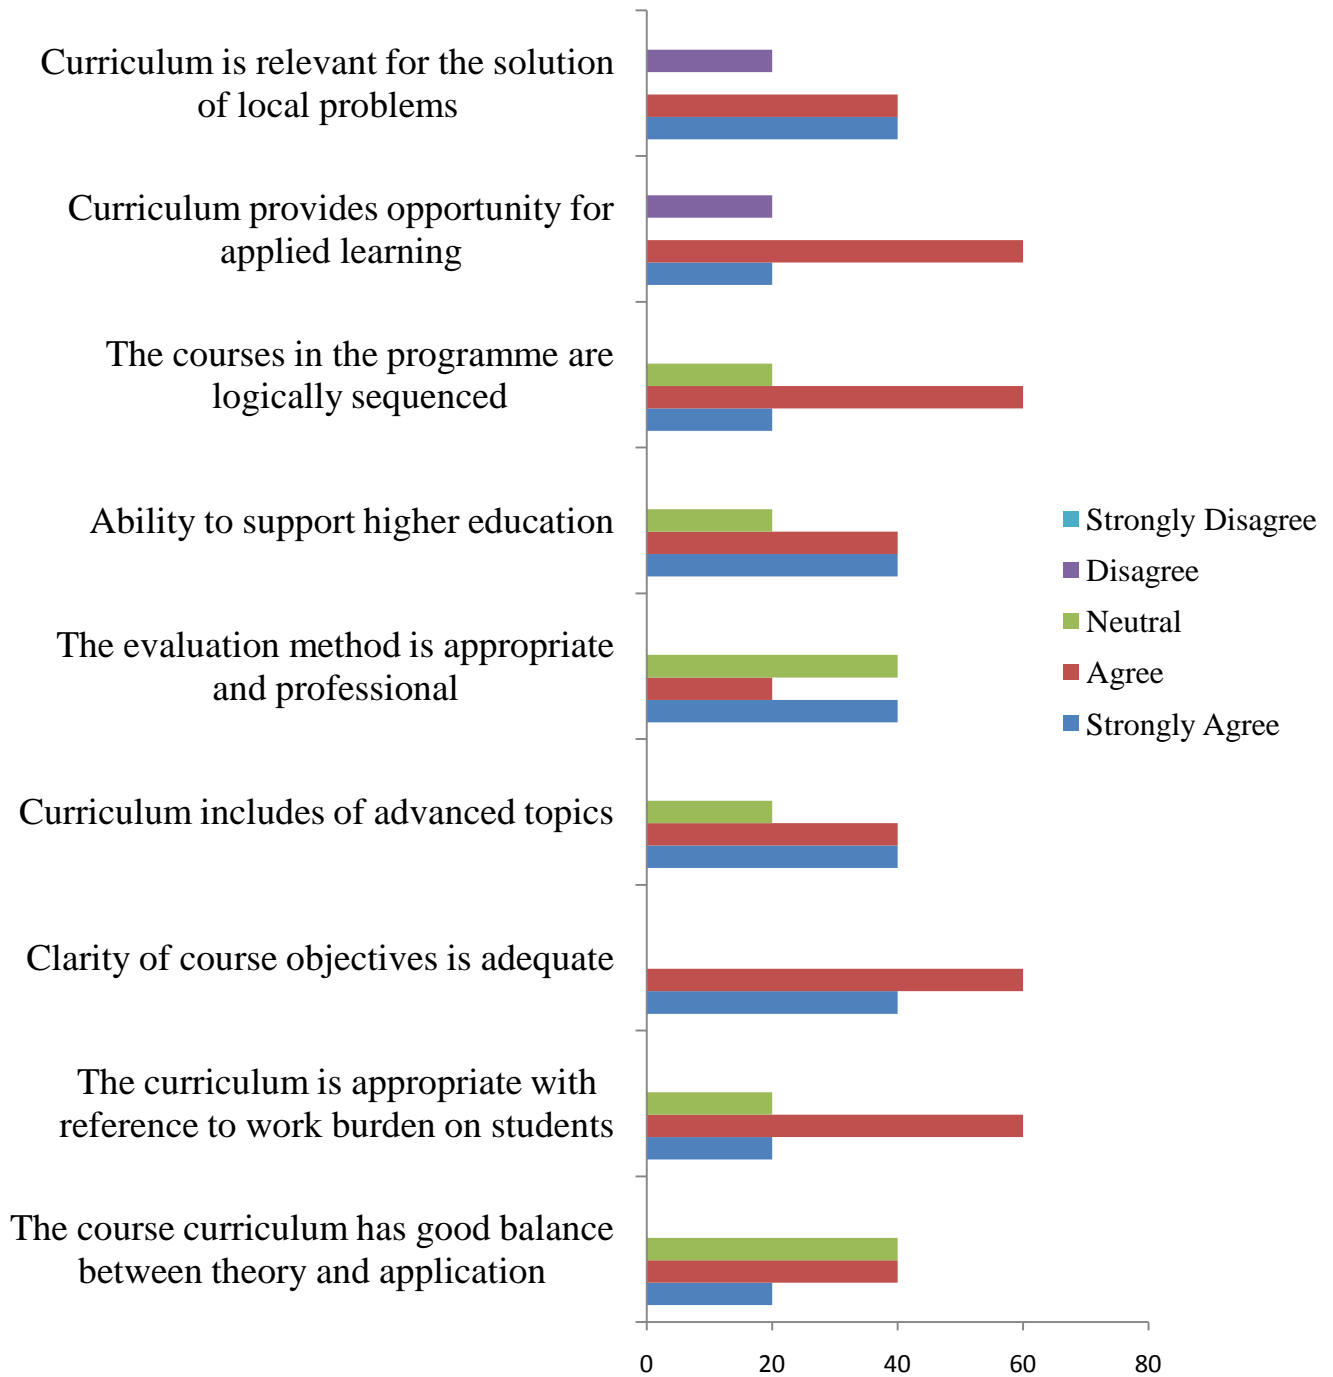 Curriculum is relevant for the solution
of local problems
Curriculum provides opportunity for
applied learning
The courses in the programme are
logically sequenced
Ability to support higher education
The evaluation method is appropriate
and professional
Curriculum includes of advanced topics
Clarity of course objectives is adequate
The curriculum is appropriate with
reference to work burden on students
The course curriculum has good balance
between theory and application
Strongly Disagree
Disagree
Neutral
Agree
Strongly Agree
0 20 40 60 80